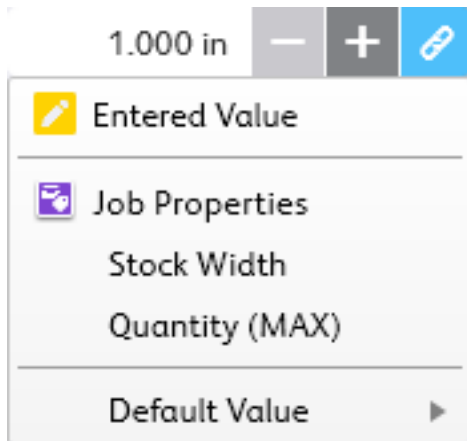 1.000 in
Entered Value
Job Properties
Stock Width
Quantity (MAX)
Default Value